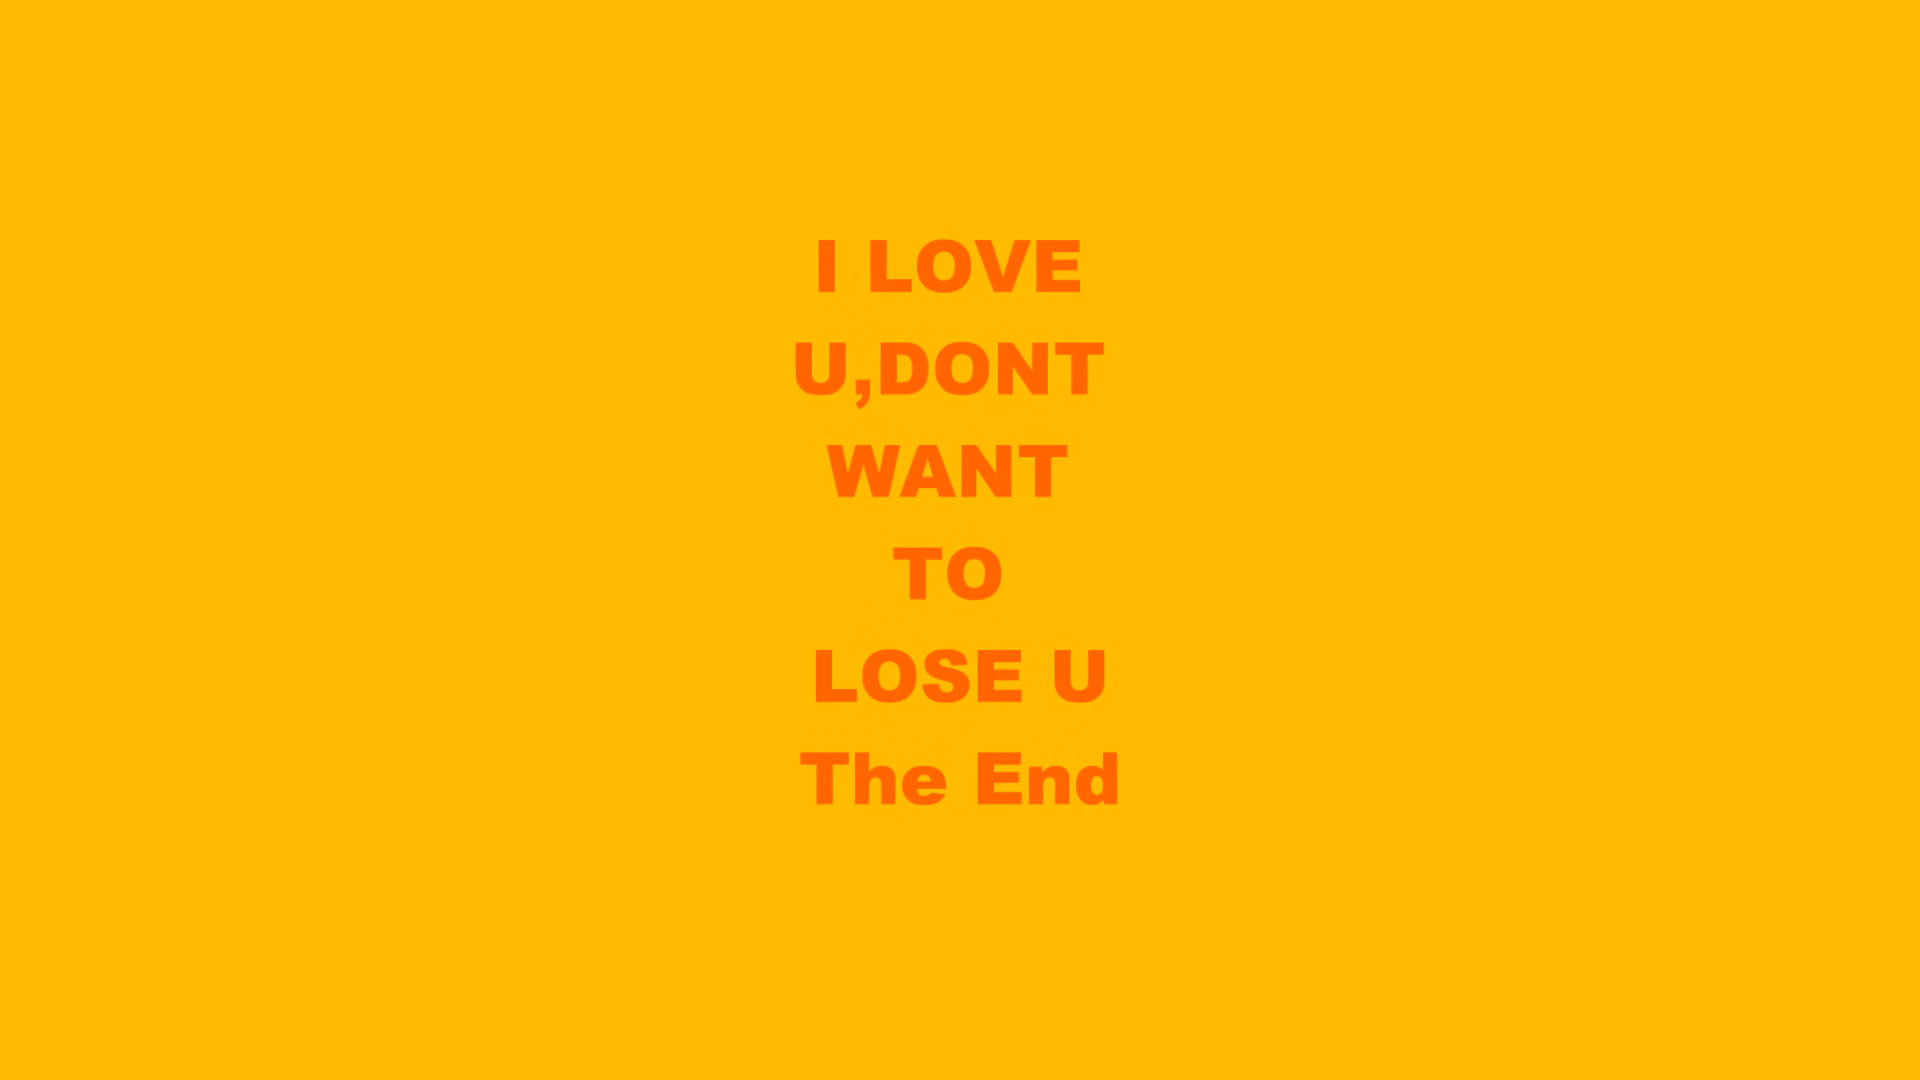 I LOVE
U,DONT
WANT
TO
LOSE U
The End